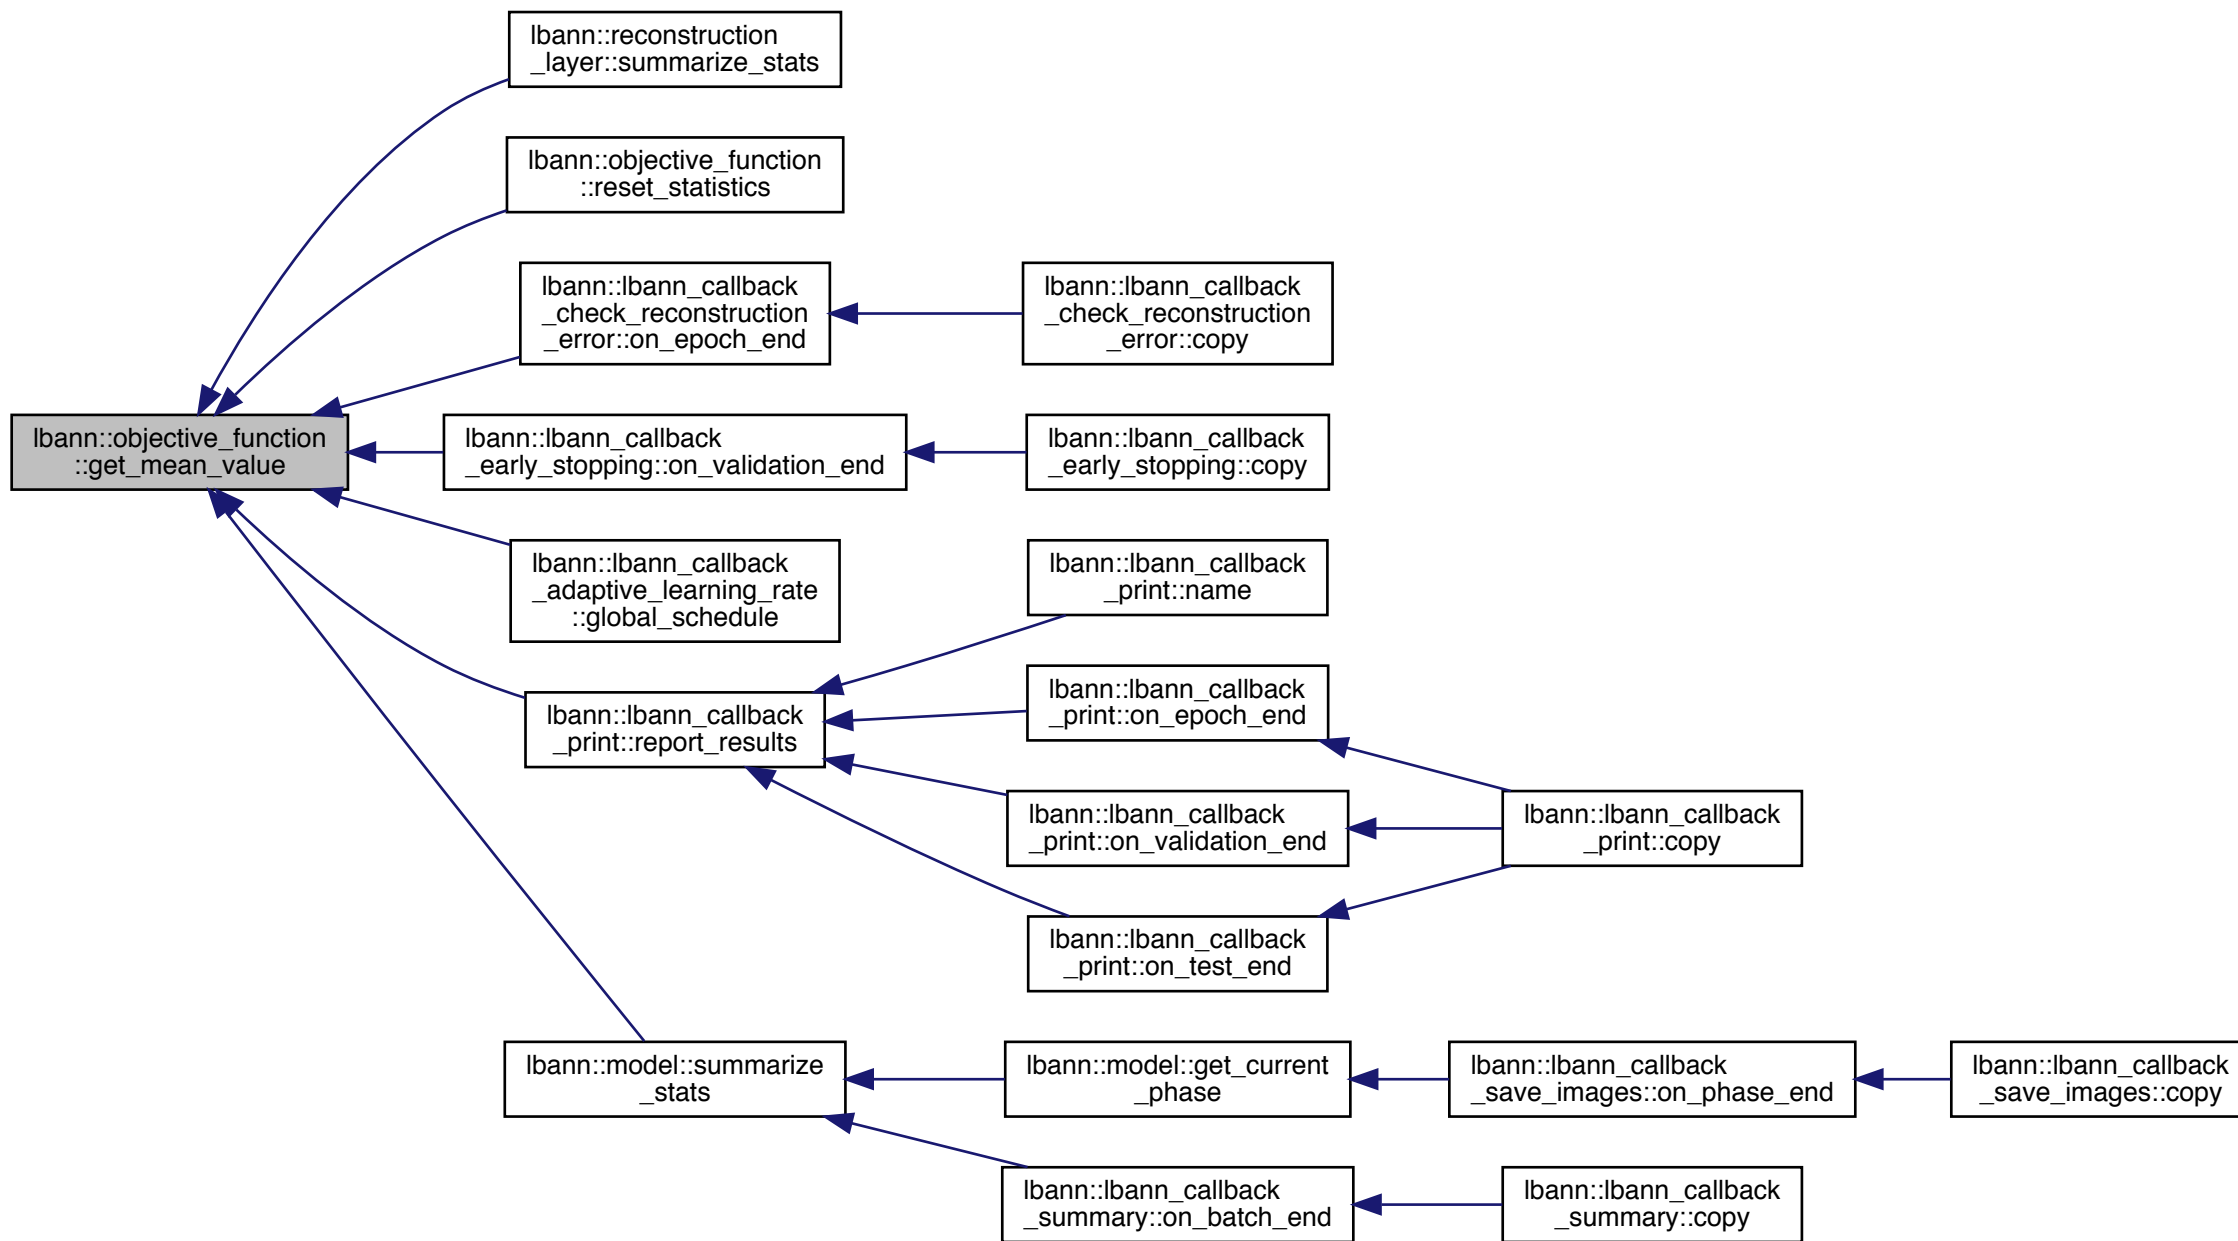 lbann::reconstruction
_layer::summarize_stats
lbann::objective_function
::reset_statistics
lbann::lbann_callback
_check_reconstruction
_error::on_epoch_end
lbann::lbann_callback
_check_reconstruction
_error::copy
lbann::objective_function
::get_mean_value
lbann::lbann_callback
_early_stopping::on_validation_end
lbann::lbann_callback
_early_stopping::copy
lbann::lbann_callback
_adaptive_learning_rate
::global_schedule
lbann::lbann_callback
_print::name
lbann::lbann_callback
_print::report_results
lbann::lbann_callback
_print::on_epoch_end
lbann::lbann_callback
_print::on_validation_end
lbann::lbann_callback
_print::copy
lbann::lbann_callback
_print::on_test_end
lbann::model::summarize
_stats
lbann::model::get_current
_phase
lbann::lbann_callback
_save_images::on_phase_end
lbann::lbann_callback
_save_images::copy
lbann::lbann_callback
_summary::on_batch_end
lbann::lbann_callback
_summary::copy